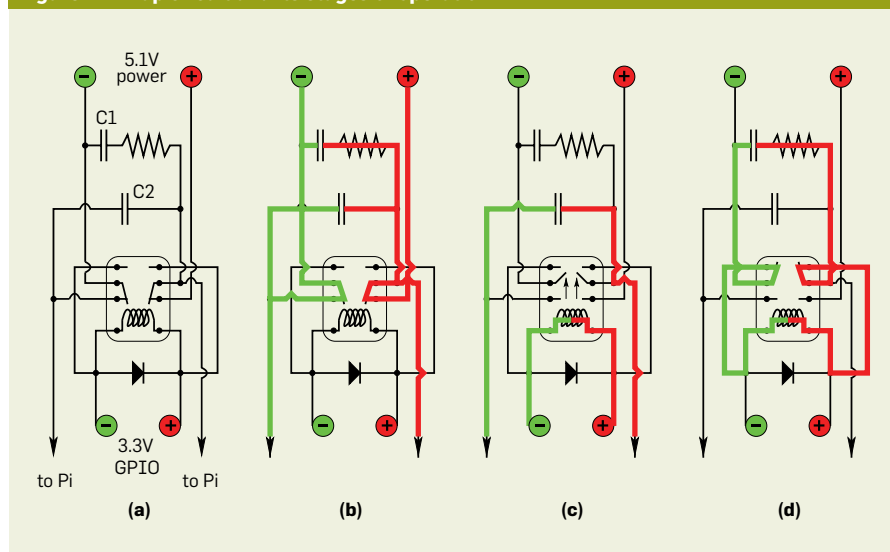 5.1V
power
C1
C2
3.3V
GPIO
to Pi
to Pi
(a)
(b)
(c)
(d)